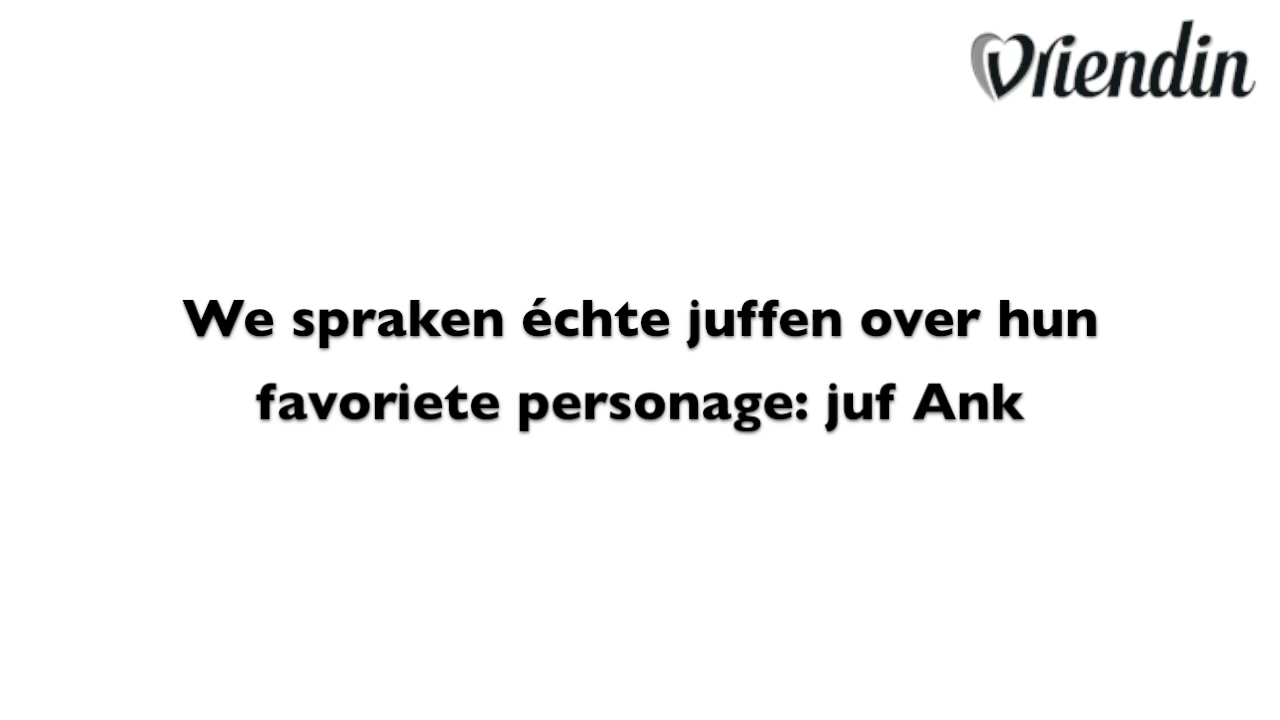 Vriendin
We spraken échte juffen over hun
favoriete personage: juf Ank